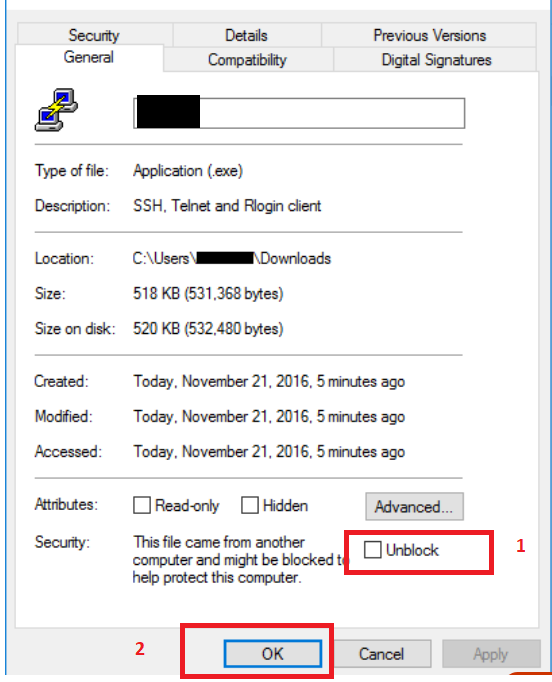 Security Details Previous Versions
General Compatibility Digital Signatures
Type of file: Application (.exe)
Description: SSH, Telnet and Rlogin client
Location: C:\Users\ \Downloads
Size: 518 KB (531,368 bytes)
Size on disk: 520 KB (532,480 bytes)
Created: Today, November 21, 2016, 5 minutes ago
Modified: Today, November 21, 2016, 5 minutes ago
Accessed: Today, November 21, 2016, 5 minutes ago
Attributes: Read-only Hidden Advanced...
Security: This file came from another
computer and might be blocked to
help protect this computer.
Unblock 1
2 OK Cancel Apply